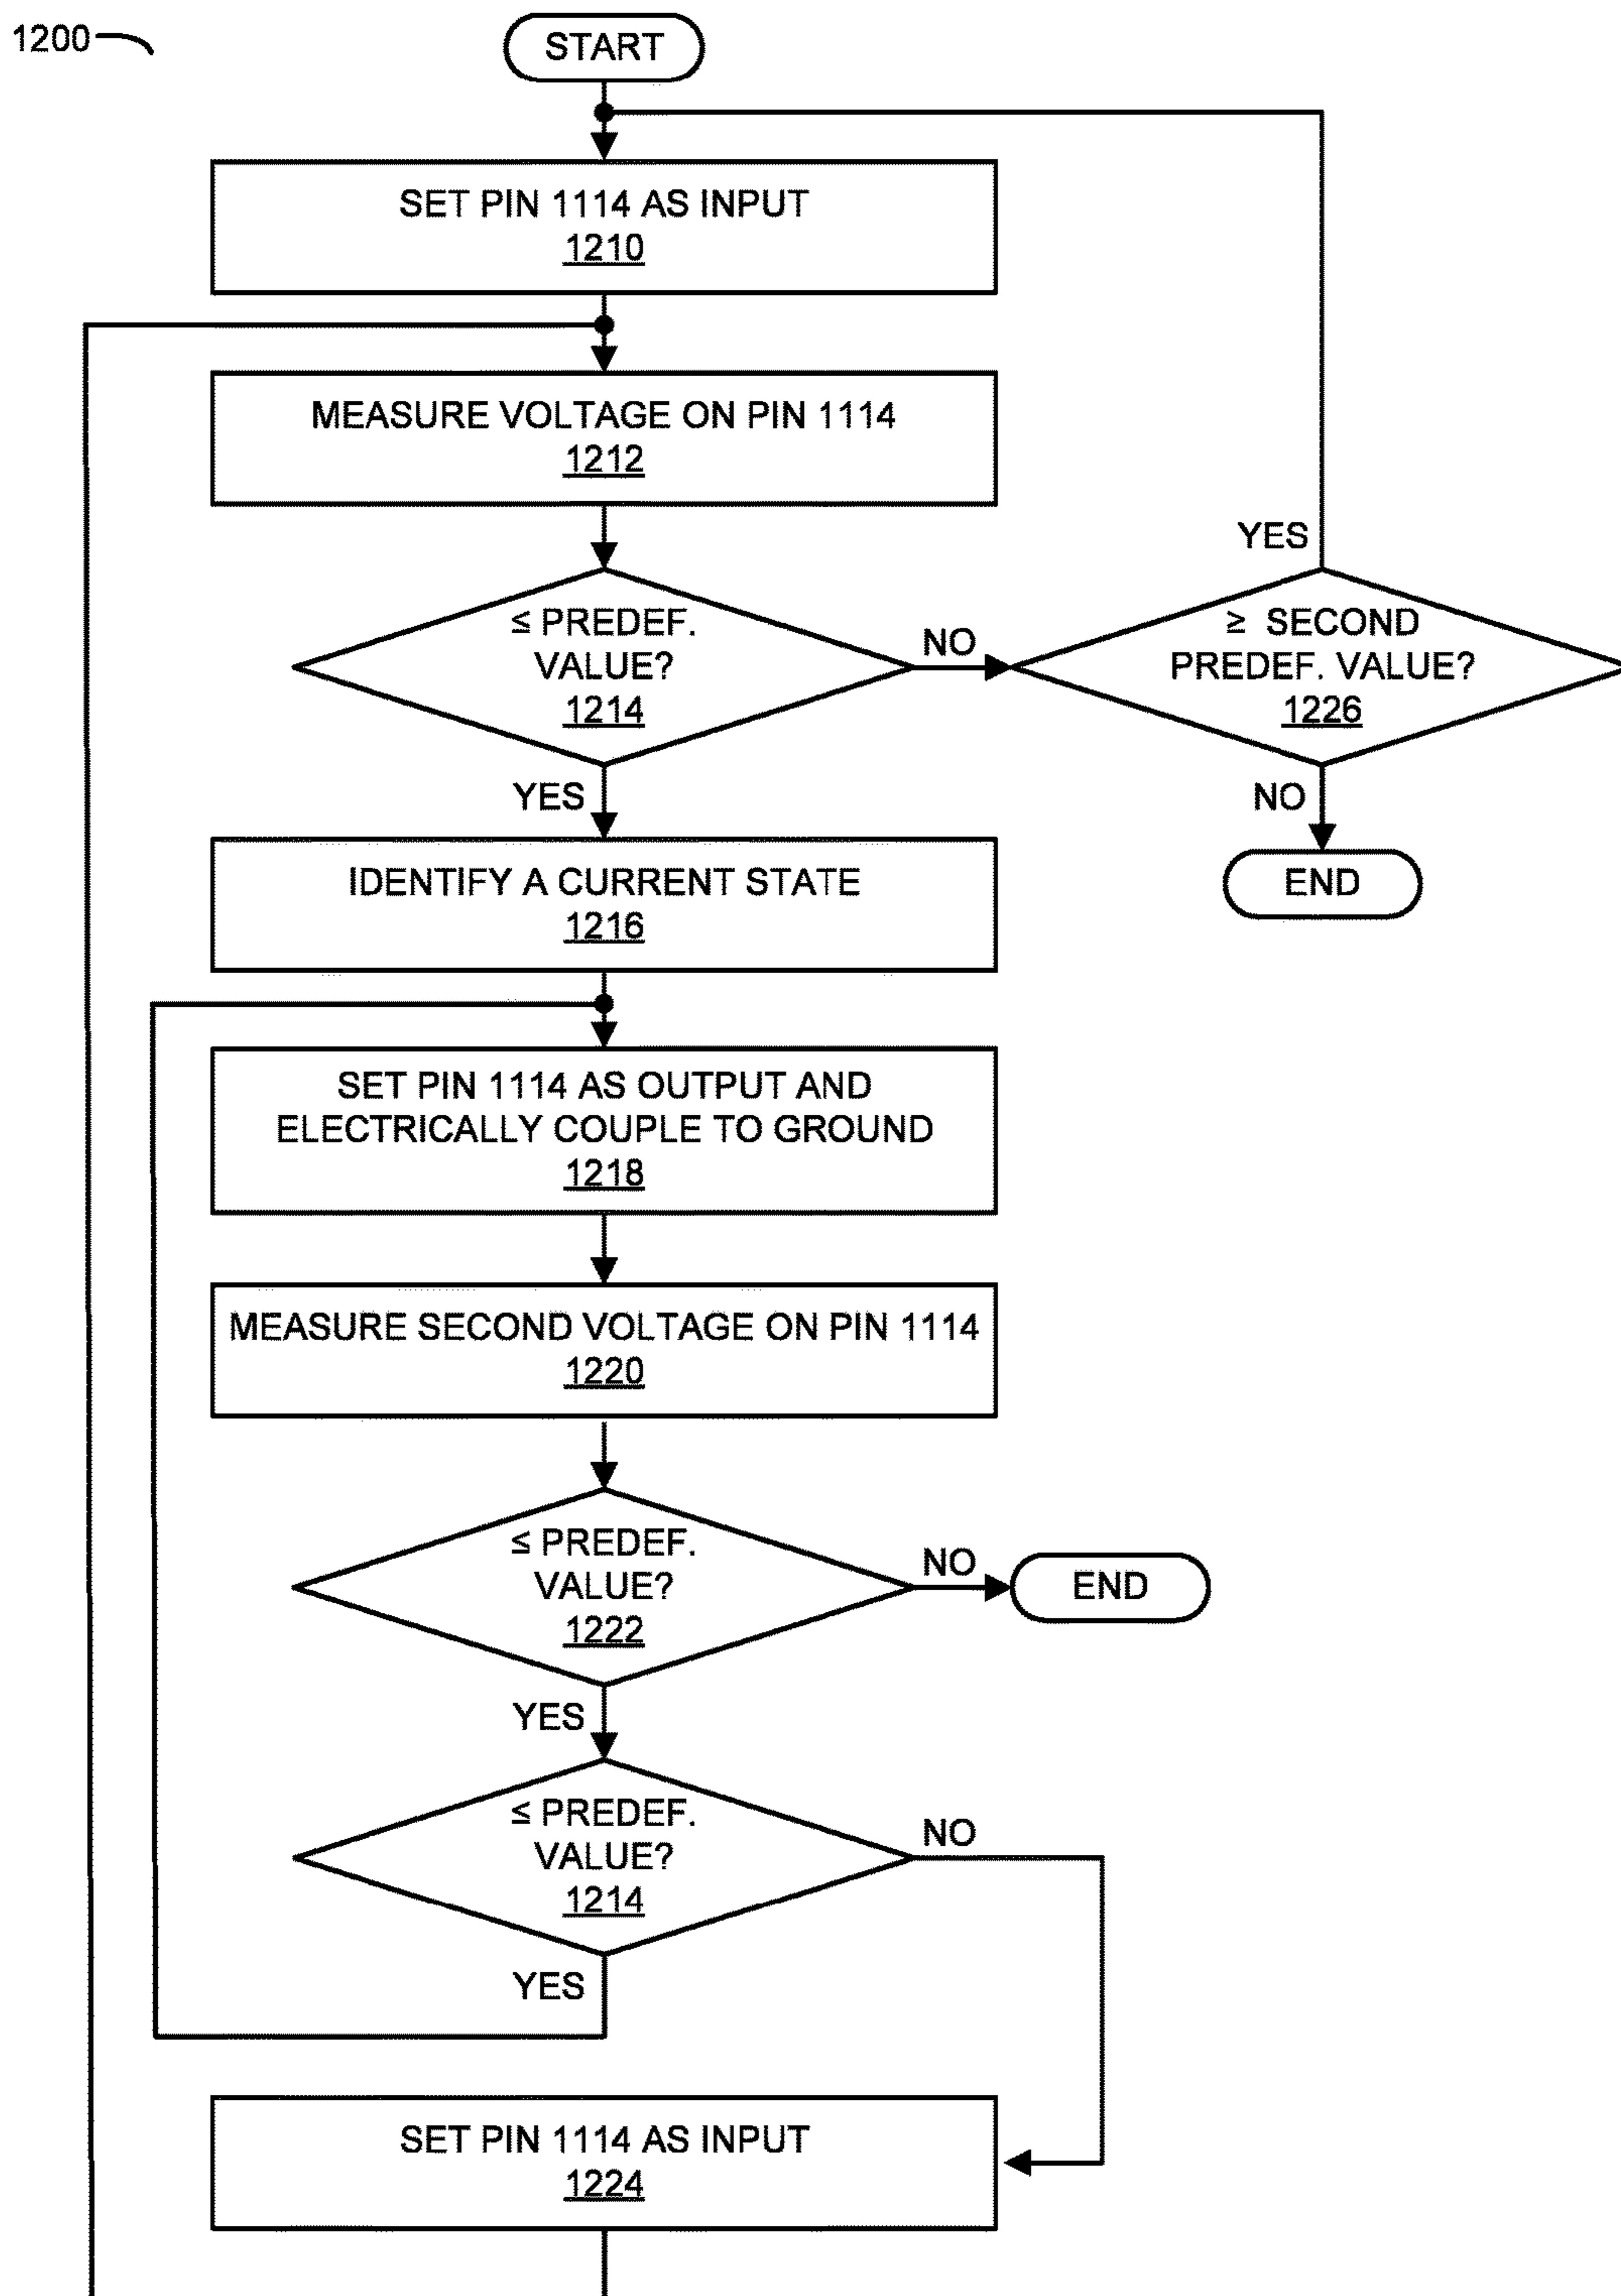 1200
START
SET PIN 1114 AS INPUT
1210
MEASURE VOLTAGE ON PIN 1114
1212
≤ PREDEF.
VALUE?
1214
NO
YES
≥ SECOND
PREDEF. VALUE?
1226
YES
NO
END
IDENTIFY A CURRENT STATE
1216
SET PIN 1114 AS OUTPUT AND
ELECTRICALLY COUPLE TO GROUND
1218
MEASURE SECOND VOLTAGE ON PIN 1114
1220
≤ PREDEF.
VALUE?
1222
NO
END
YES
≤ PREDEF.
VALUE?
1214
NO
YES
SET PIN 1114 AS INPUT
1224